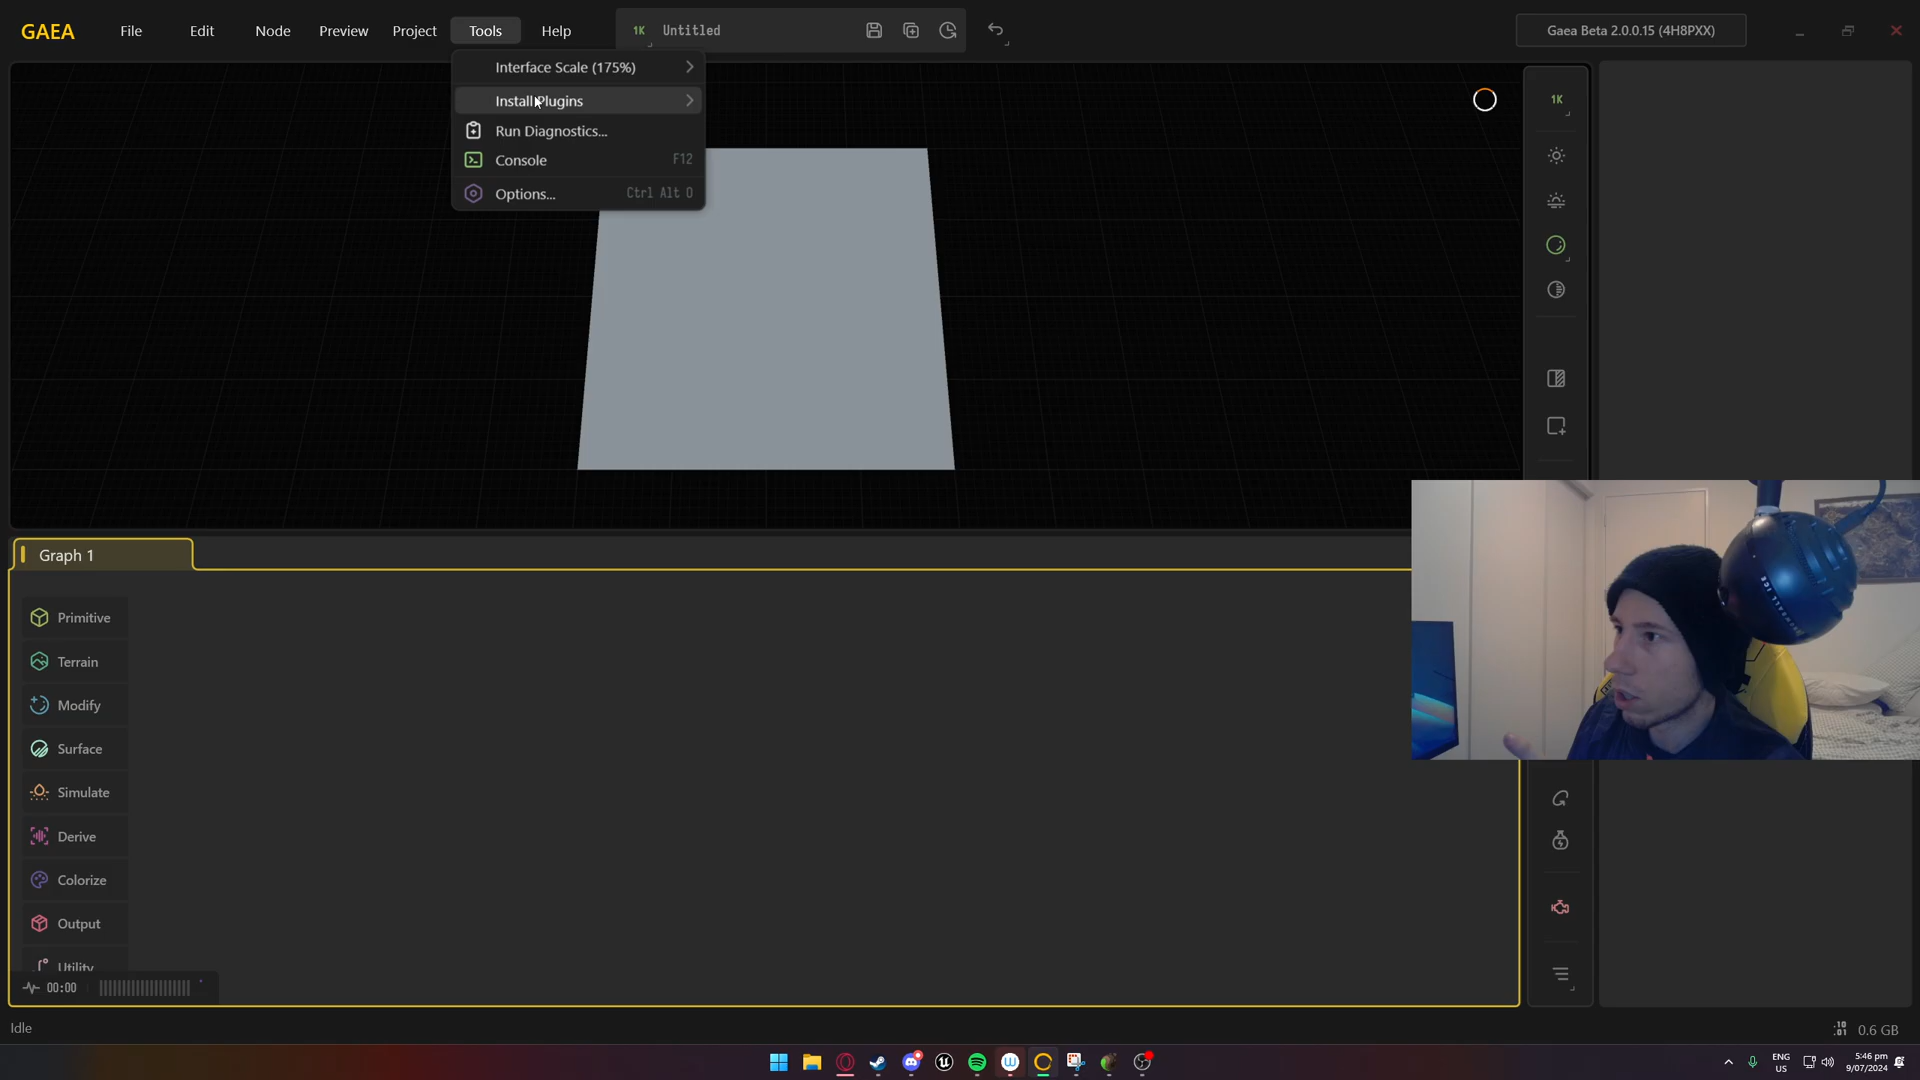 GAEA
File
Edit
Node
Preview
Project
Tools
Help
1K
Untitled
Gaea Beta 2.0.0.15 (4H8PXX)
Interface Scale (175%)
Install Plugins
Run Diagnostics...
Console F12
Options... Ctrl Alt O
1K
Graph 1
Primitive
Terrain
Modify
Surface
Simulate
Derive
Colorize
Output
Utility
00:00
Idle
0.6 GB
ENG
US
5:46 pm
9/07/2024